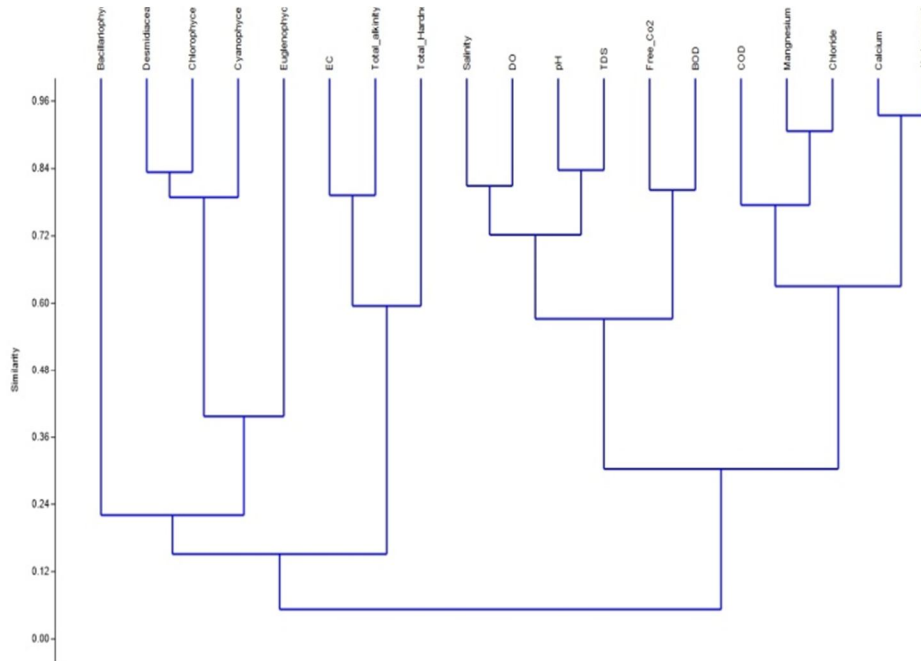 Bacillariophy
Desmidiacea
Chlorophyce
Cyanophyce
Euglenophyc
EC
Total_alkinity
Total_Hardn
Salinity
DO
pH
TDS
Free_Co2
BOD
COD
Mangnesium
Chloride
Calcium
0.96
0.84
0.72
0.60
0.48
0.36
0.24
0.12
0.00
Similarity